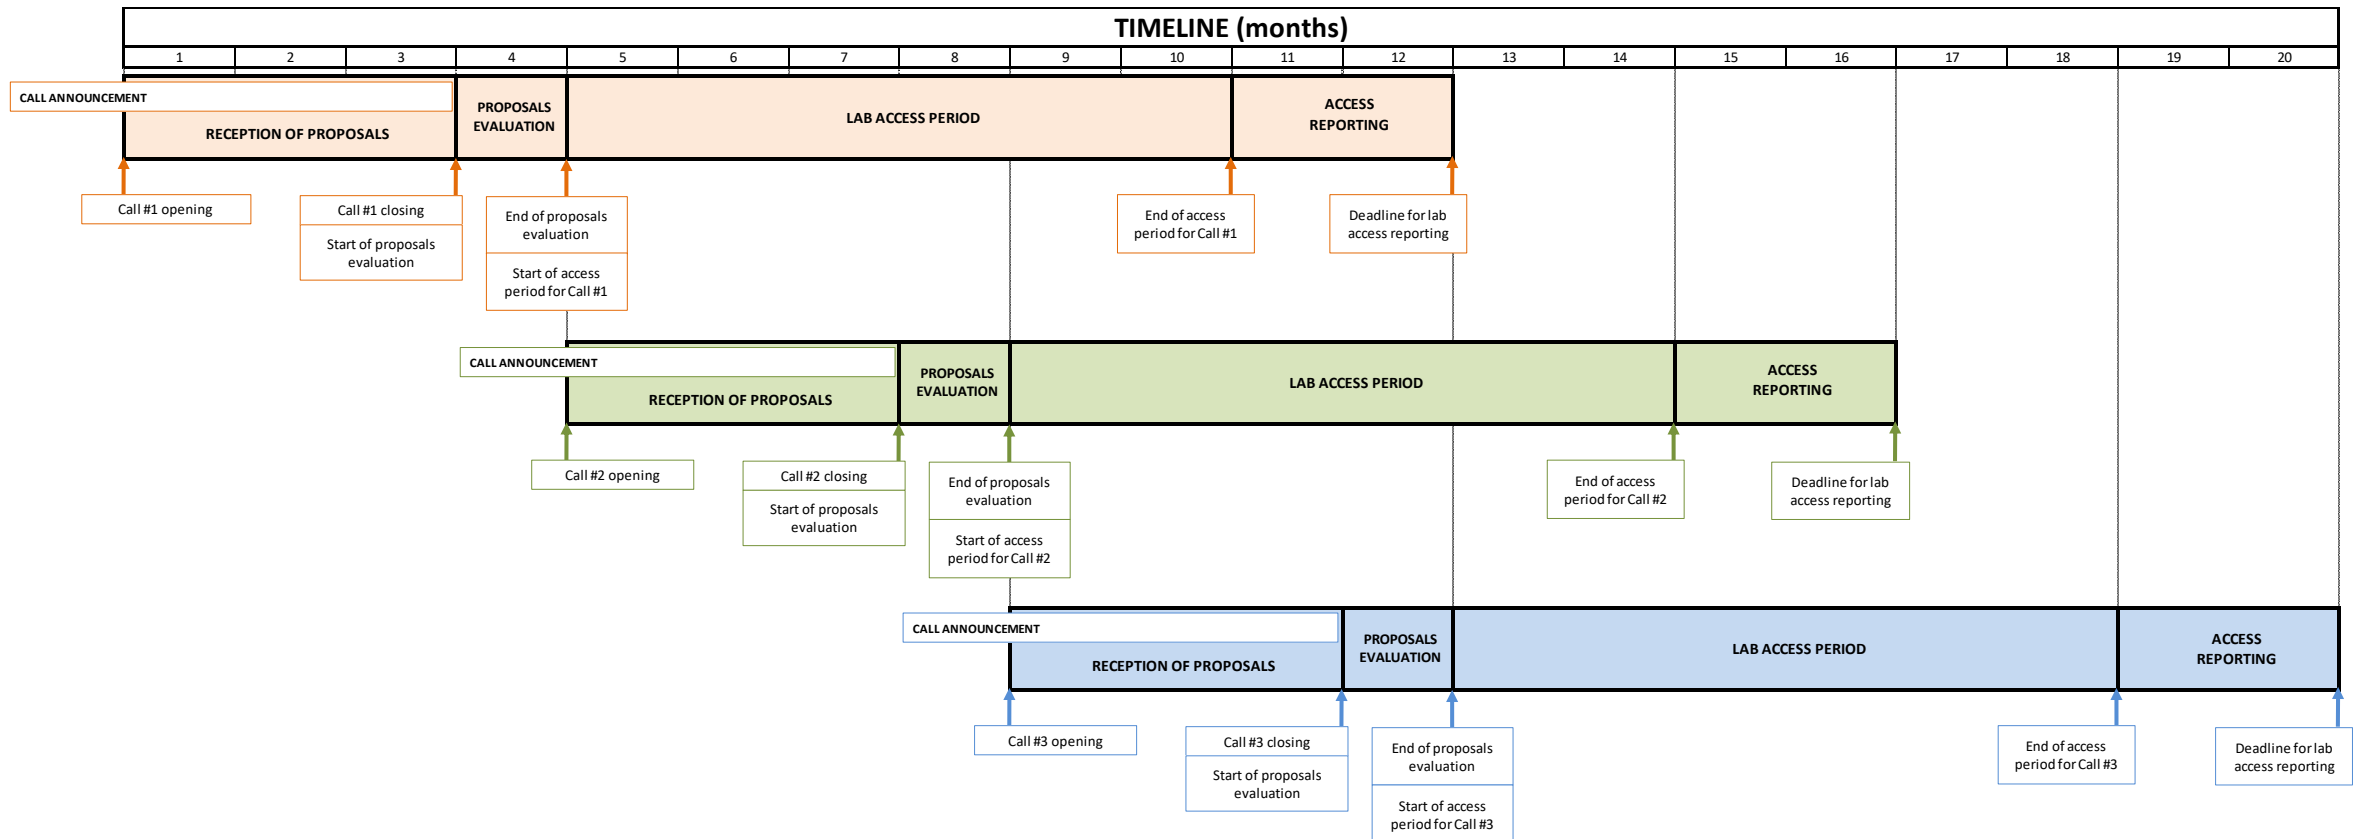 TIMELINE (months)
1 2 3 4 5 6 7 8 9 10 11 12 13 14 15 16 17 18 19 20
CALL ANNOUNCEMENT
RECEPTION OF PROPOSALS
PROPOSALS
EVALUATION
LAB ACCESS PERIOD
ACCESS
REPORTING
Call #1 opening
Call #1 closing
Start of proposals
evaluation
End of proposals
evaluation
Start of access
period for Call #1
End of access
period for Call #1
Deadline for lab
access reporting
CALL ANNOUNCEMENT
RECEPTION OF PROPOSALS
PROPOSALS
EVALUATION
LAB ACCESS PERIOD
ACCESS
REPORTING
Call #2 opening
Call #2 closing
Start of proposals
evaluation
End of proposals
evaluation
Start of access
period for Call #2
End of access
period for Call #2
Deadline for lab
access reporting
CALL ANNOUNCEMENT
RECEPTION OF PROPOSALS
PROPOSALS
EVALUATION
LAB ACCESS PERIOD
ACCESS
REPORTING
Call #3 opening
Call #3 closing
Start of proposals
evaluation
End of proposals
evaluation
Start of access
period for Call #3
End of access
period for Call #3
Deadline for lab
access reporting